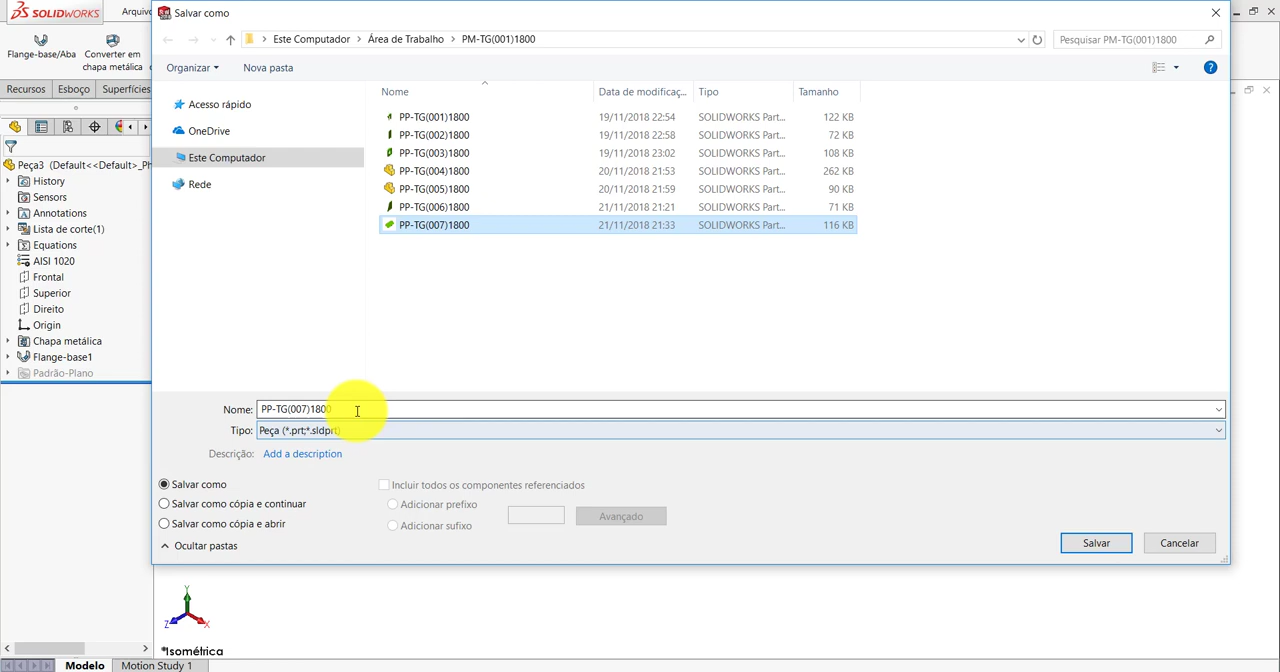 SOLIDWORKS
Arquivo
Salvar como
Flange-base/Aba
Converter em
chapa metálica
Este Computador > Área de Trabalho > PM-TG(001)1800
Pesquisar PM-TG(001)1800
Organizar
Nova pasta
Recursos
Esboço
Superfícies
Nome
Data de modificaç...
Tipo
Tamanho
Acesso rápido
OneDrive
Este Computador
Rede
PP-TG(001)1800 19/11/2018 22:54 SOLIDWORKS Part... 122 KB
PP-TG(002)1800 19/11/2018 22:58 SOLIDWORKS Part... 72 KB
PP-TG(003)1800 19/11/2018 23:02 SOLIDWORKS Part... 108 KB
PP-TG(004)1800 20/11/2018 21:53 SOLIDWORKS Part... 262 KB
PP-TG(005)1800 20/11/2018 21:59 SOLIDWORKS Part... 90 KB
PP-TG(006)1800 21/11/2018 21:21 SOLIDWORKS Part... 71 KB
PP-TG(007)1800 21/11/2018 21:33 SOLIDWORKS Part... 116 KB
Peça3 (Default<<Default>_Ph
History
Sensors
Annotations
Lista de corte(1)
Equations
AISI 1020
Frontal
Superior
Direito
Origin
Chapa metálica
Flange-base1
Padrão-Plano
Nome: PP-TG(007)1800
Tipo: Peça (*.prt;*.sldprt)
Descrição: Add a description
Salvar como
Salvar como cópia e continuar
Salvar como cópia e abrir
Incluir todos os componentes referenciados
Adicionar prefixo
Adicionar sufixo
Avançado
Ocultar pastas
Salvar
Cancelar
Y
Z
X
*Isométrica
Modelo
Motion Study 1